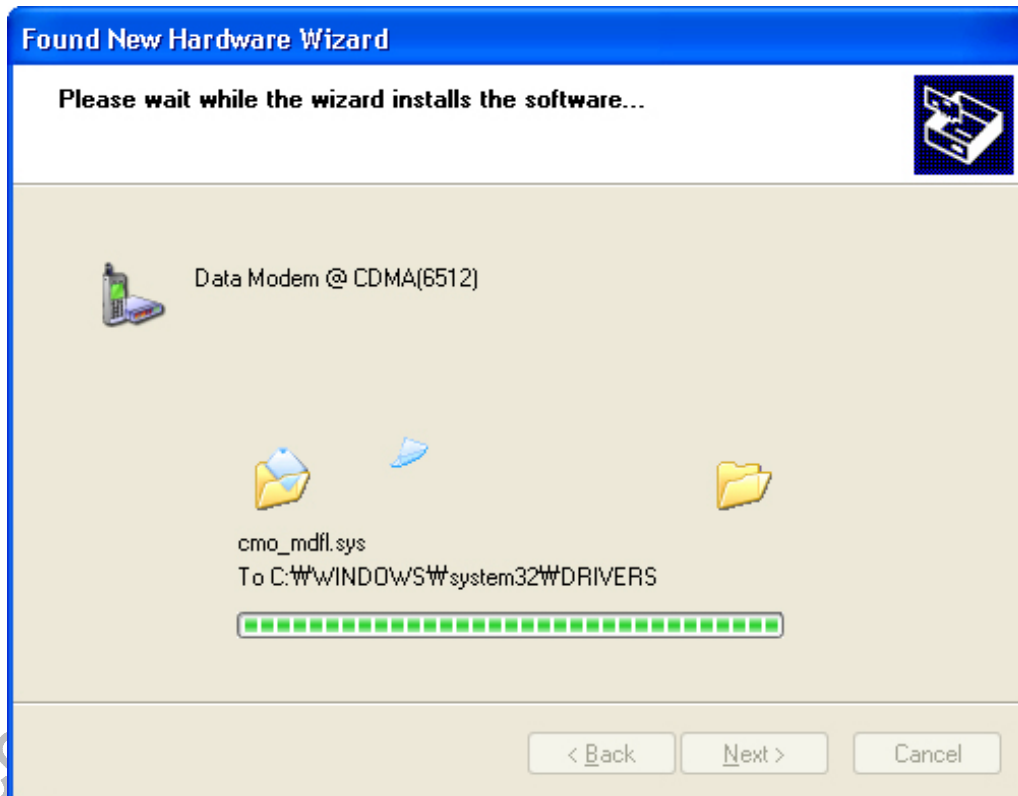 Found New Hardware Wizard
Please wait while the wizard installs the software...
Data Modem @ CDMA(6512)
cmo_mdfl.sys
To C:₩WINDOWS₩system32₩DRIVERS
< Back
Next >
Cancel